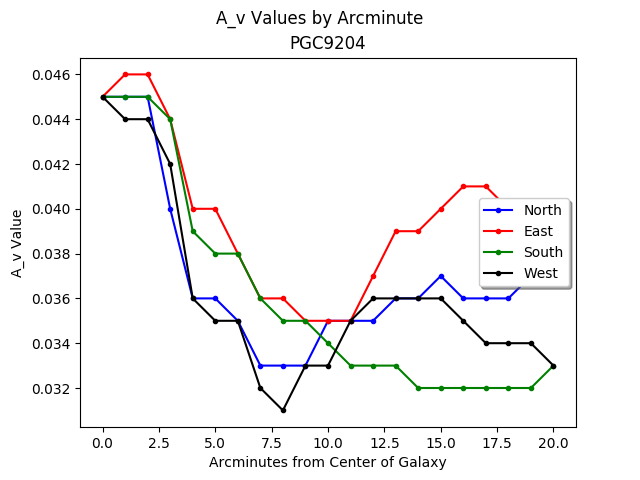 A_v Values by Arcminute
PGC9204
0.046
0.044
0.042
0.040
0.038
0.036
0.034
0.032
A_v Value
North
East
South
West
0.0 2.5 5.0 7.5 10.0 12.5 15.0 17.5 20.0
Arcminutes from Center of Galaxy